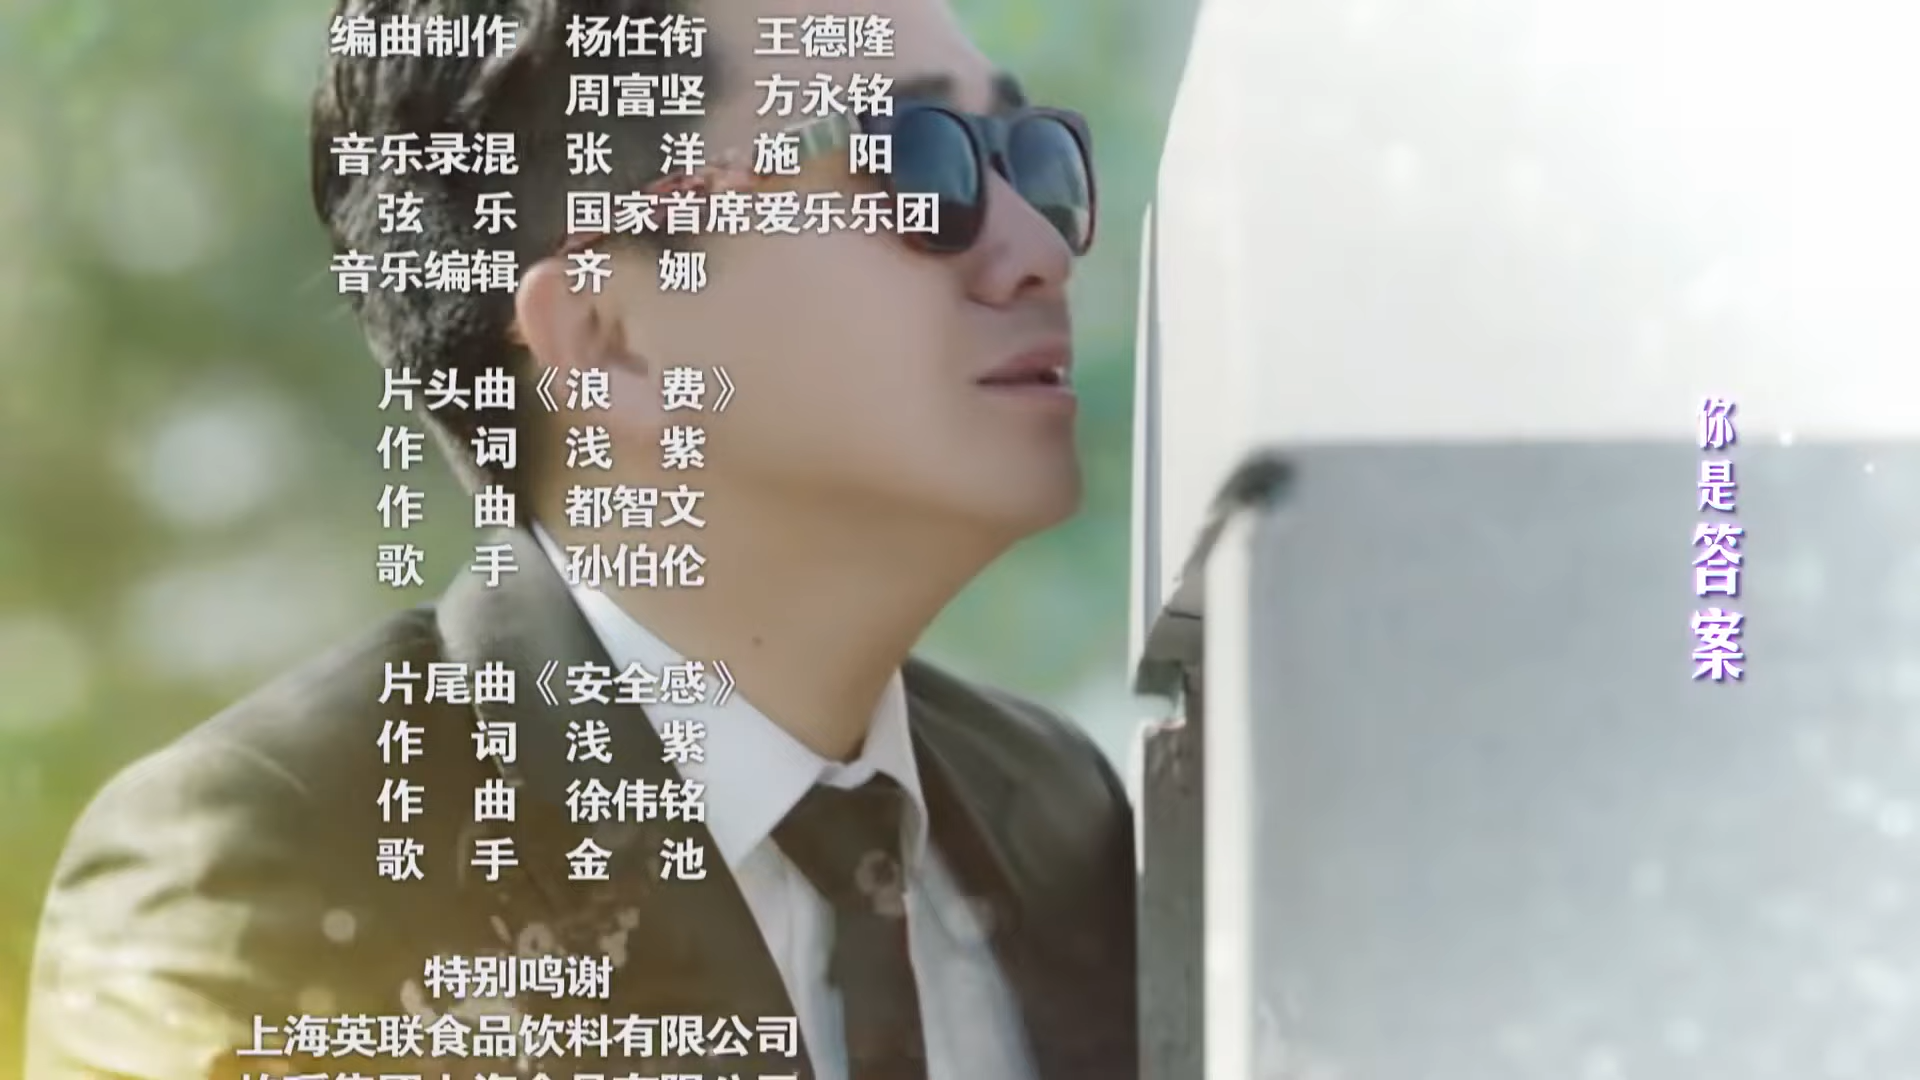 编曲制作 杨任衔 王德隆
周富坚 方永铭
音乐录混 张 洋 施 阳
弦 乐 国家首席爱乐乐团
音乐编辑 齐 娜
片头曲《浪 费》
作 词 浅 紫
作 曲 都智文
歌 手 孙伯伦
片尾曲《安全感》
作 词 浅 紫
作 曲 徐伟铭
歌 手 金 池
特别鸣谢
上海英联食品饮料有限公司
你是答案